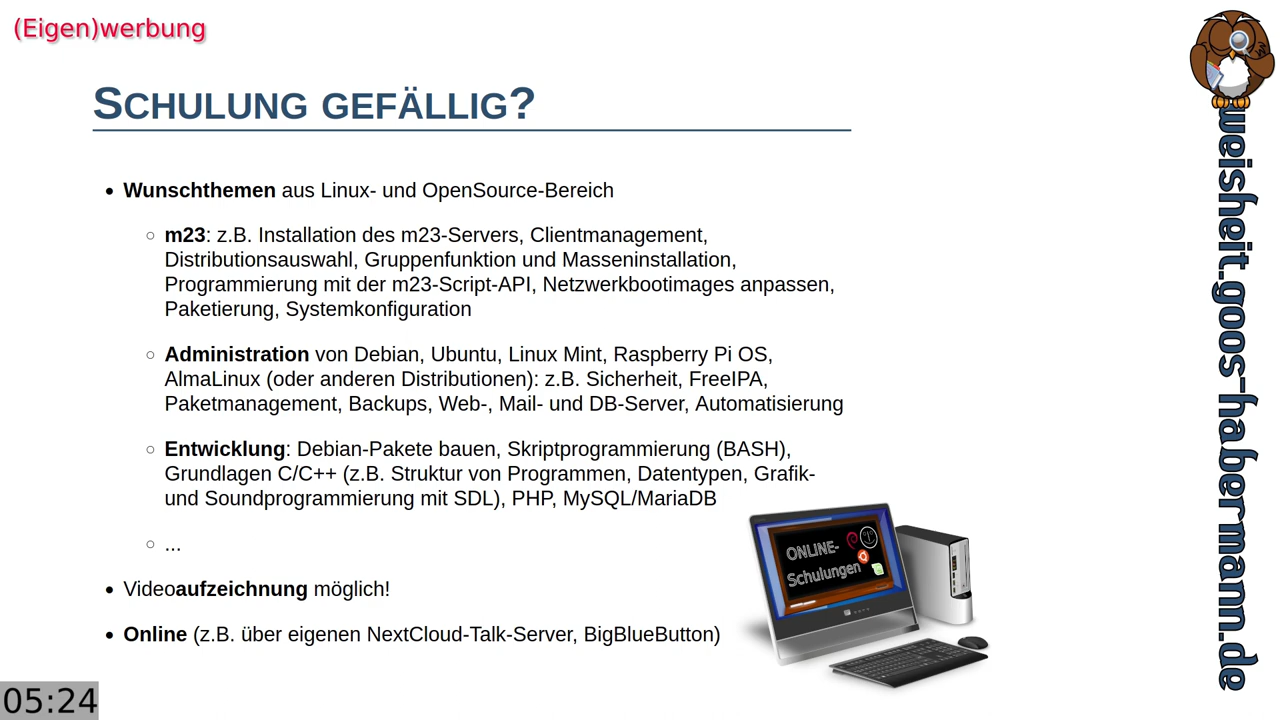 (Eigen)werbung
SCHULUNG GEFÄLLIG?
Wunschthemen aus Linux- und OpenSource-Bereich
m23: z.B. Installation des m23-Servers, Clientmanagement,
Distributionsauswahl, Gruppenfunktion und Masseninstallation,
Programmierung mit der m23-Script-API, Netzwerkbootimages anpassen,
Paketierung, Systemkonfiguration
Administration von Debian, Ubuntu, Linux Mint, Raspberry Pi OS,
AlmaLinux (oder anderen Distributionen): z.B. Sicherheit, FreeIPA,
Paketmanagement, Backups, Web-, Mail- und DB-Server, Automatisierung
Entwicklung: Debian-Pakete bauen, Skriptprogrammierung (BASH),
Grundlagen C/C++ (z.B. Struktur von Programmen, Datentypen, Grafik-
und Soundprogrammierung mit SDL), PHP, MySQL/MariaDB
...
Videoaufzeichnung möglich!
Online (z.B. über eigenen NextCloud-Talk-Server, BigBlueButton)
ONLINE-
Schulungen
weisheit.goos-habermann.de
05:24